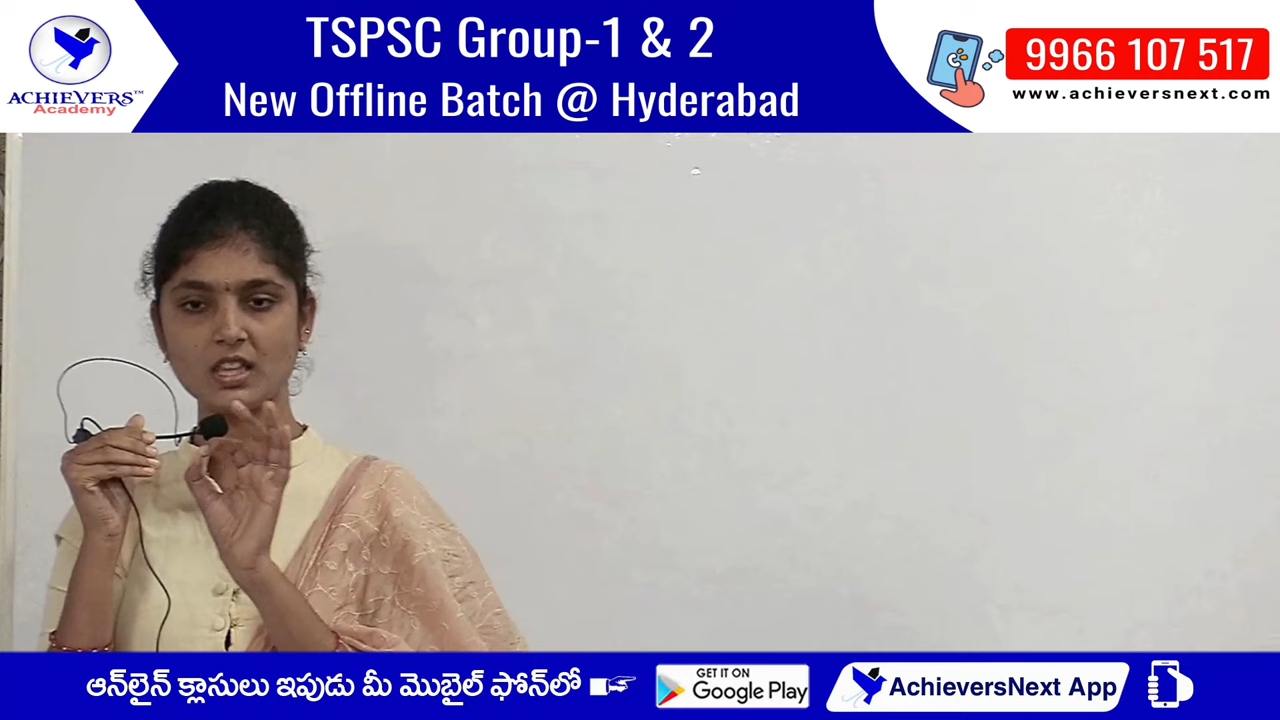 ACHIEVERS™
Academy
TSPSC Group-1 & 2
New Offline Batch @ Hyderabad
9966 107 517
www.achieversnext.com
ఆన్‌లైన్ క్లాసులు ఇపుడు మీ మొబైల్ ఫోన్‌లో
GET IT ON
Google Play
AchieversNext App